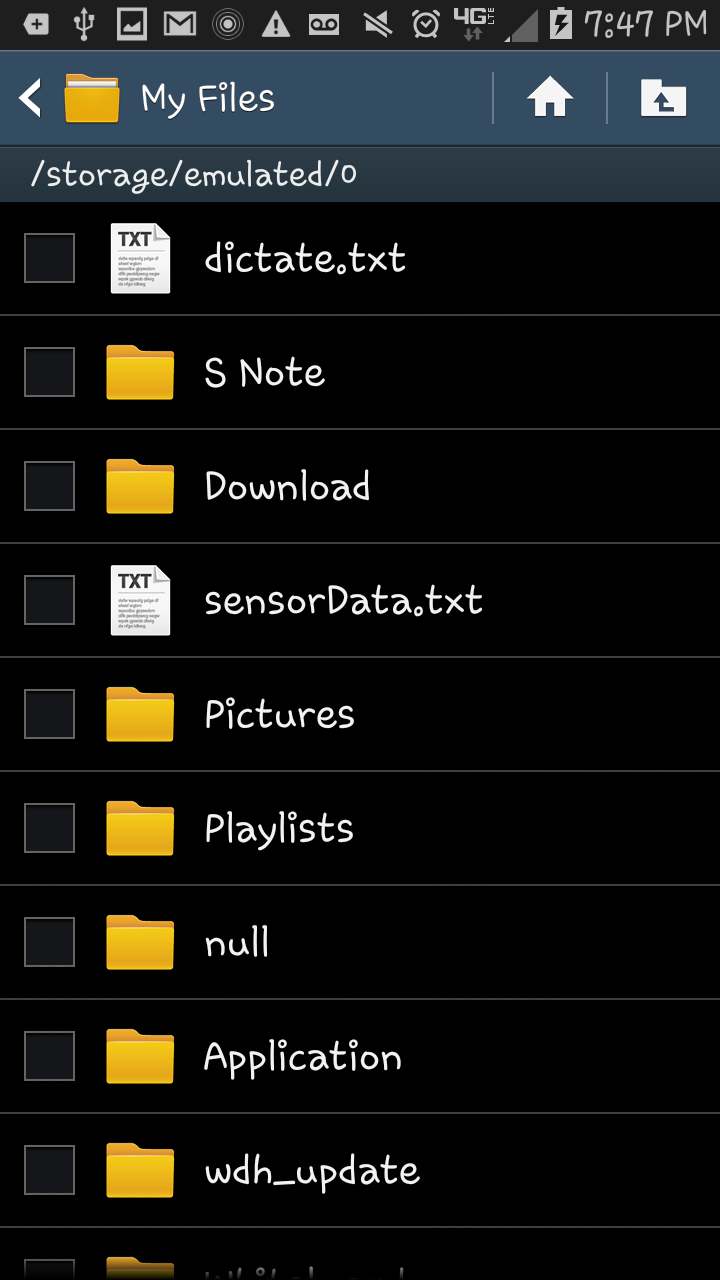 4G LTE 7:47 PM
My Files
/storage/emulated/0
TXT
dictate.txt
S Note
Download
TXT
sensorData.txt
Pictures
Playlists
null
Application
wdh_update